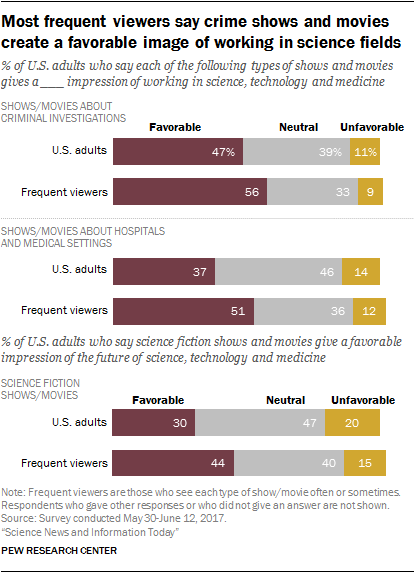 Most frequent viewers say crime shows and movies
create a favorable image of working in science fields
% of U.S. adults who say each of the following types of shows and movies
gives a ___ impression of working in science, technology and medicine
SHOWS/MOVIES ABOUT
CRIMINAL INVESTIGATIONS
Favorable Neutral Unfavorable
U.S. adults 47% 39% 11%
Frequent viewers 56 33 9
SHOWS/MOVIES ABOUT HOSPITALS
AND MEDICAL SETTINGS
U.S. adults 37 46 14
Frequent viewers 51 36 12
% of U.S. adults who say science fiction shows and movies give a favorable
impression of the future of science, technology and medicine
SCIENCE FICTION
SHOWS/MOVIES
Favorable Neutral Unfavorable
U.S. adults 30 47 20
Frequent viewers 44 40 15
Note: Frequent viewers are those who see each type of show/movie often or sometimes.
Respondents who gave other responses or who did not give an answer are not shown.
Source: Survey conducted May 30-June 12, 2017.
"Science News and Information Today"
PEW RESEARCH CENTER